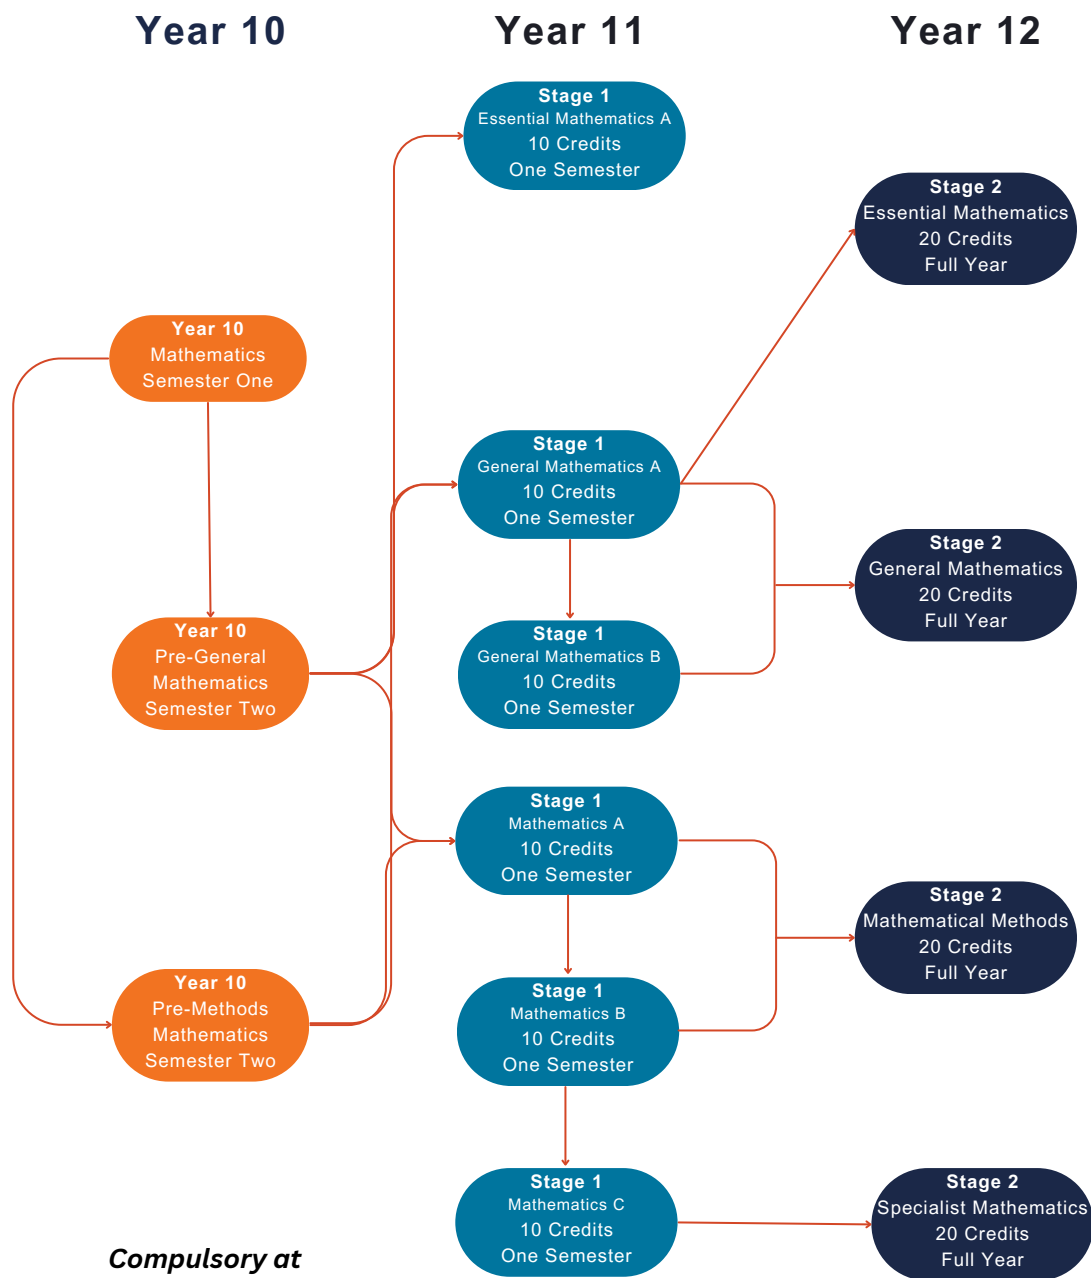 Year 10
Year 11
Year 12
Stage 1
Essential Mathematics A
10 Credits
One Semester
Stage 2
Essential Mathematics
20 Credits
Full Year
Year 10
Mathematics
Semester One
Stage 1
General Mathematics A
10 Credits
One Semester
Stage 2
General Mathematics
20 Credits
Full Year
Year 10
Pre-General
Mathematics
Semester Two
Stage 1
General Mathematics B
10 Credits
One Semester
Stage 1
Mathematics A
10 Credits
One Semester
Stage 2
Mathematical Methods
20 Credits
Full Year
Year 10
Pre-Methods
Mathematics
Semester Two
Stage 1
Mathematics B
10 Credits
One Semester
Stage 1
Mathematics C
10 Credits
One Semester
Stage 2
Specialist Mathematics
20 Credits
Full Year
Compulsory at